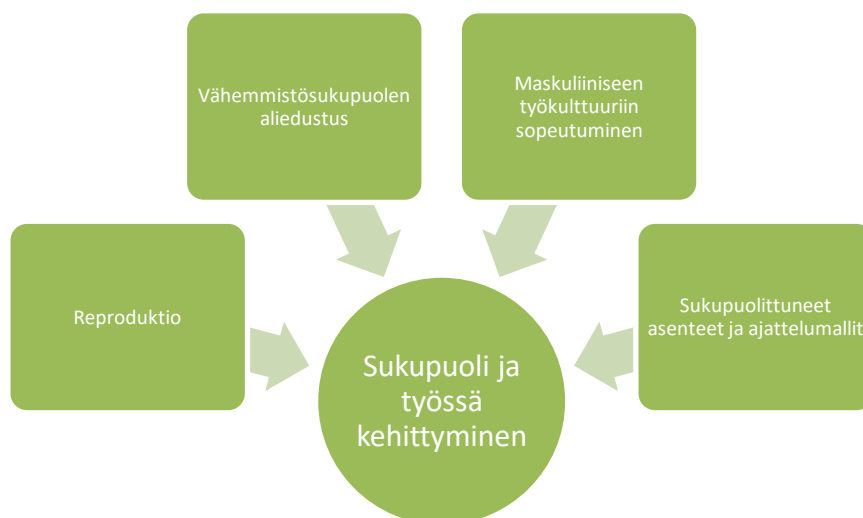 Vähemmistösukupuolen
aliedustus
Maskuliiniseen
työkulttuuriin
sopeutuminen
Reproduktio
Sukupuolittuneet
asenteet ja ajattelumallit
Sukupuoli ja
työssä
kehittyminen